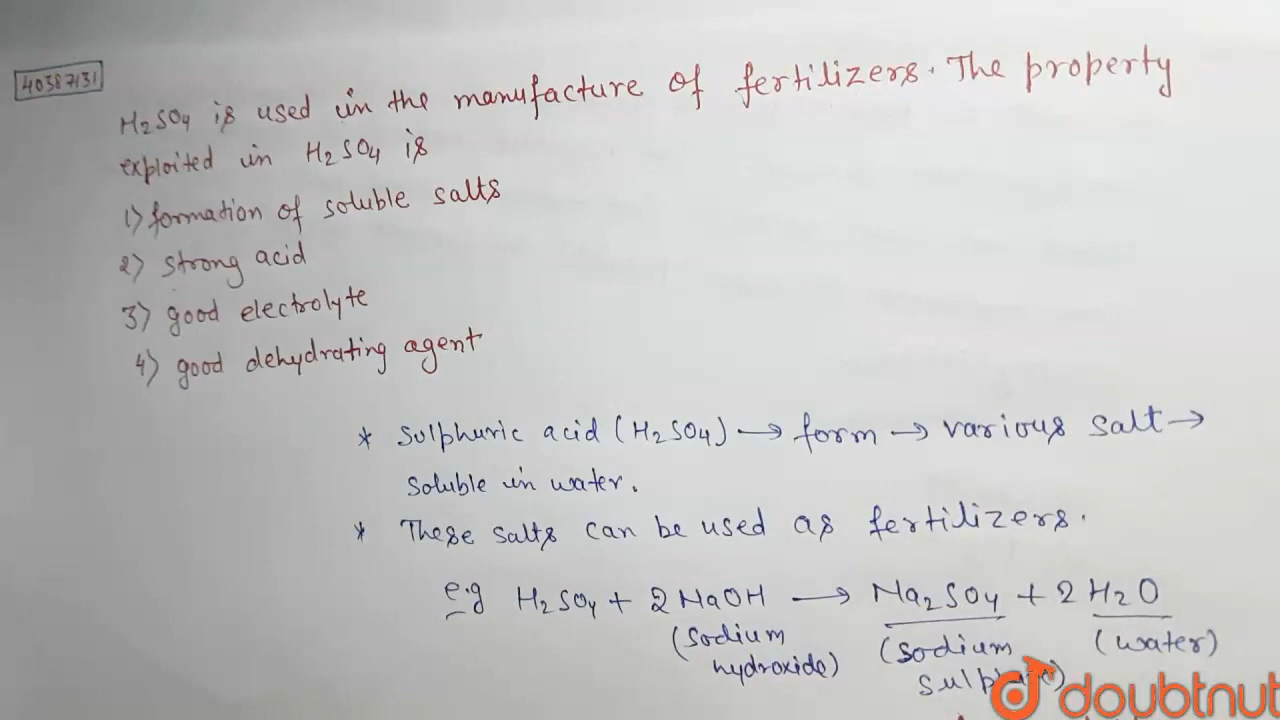 40387131
H2SO4 is used in the manufacture of fertilizers. The property
exploited in H2SO4 is
1) formation of soluble salts
2) strong acid
3) good electrolyte
4) good dehydrating agent
* Sulphuric acid (H2SO4) → form → various salt →
soluble in water.
* These salts can be used as fertilizers.
e.g H2SO4 + 2NaOH → Na2SO4 + 2H2O
(sodium hydroxide) (sodium (water)
doubtnut